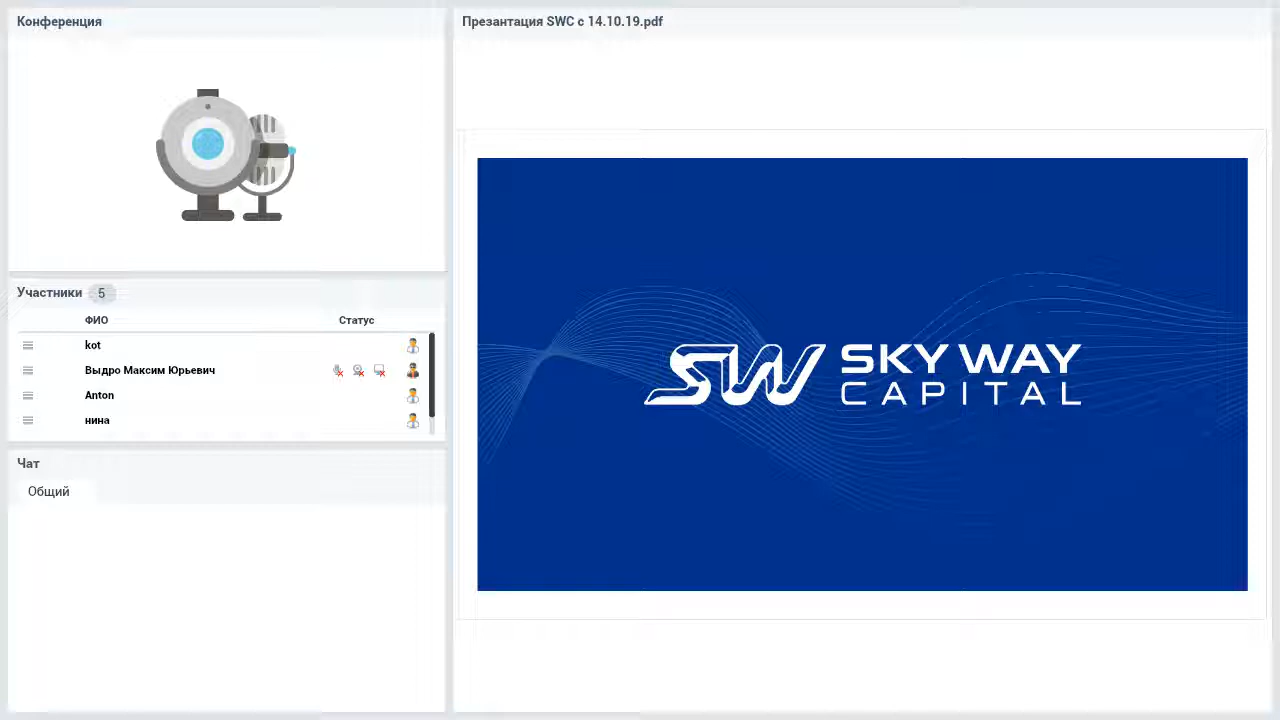 Конференция
Презантация SWC с 14.10.19.pdf
Участники 5
ФИО Статус
kot
Выдро Максим Юрьевич
Anton
нина
Чат
Общий
SW SKY WAY
CAPITAL